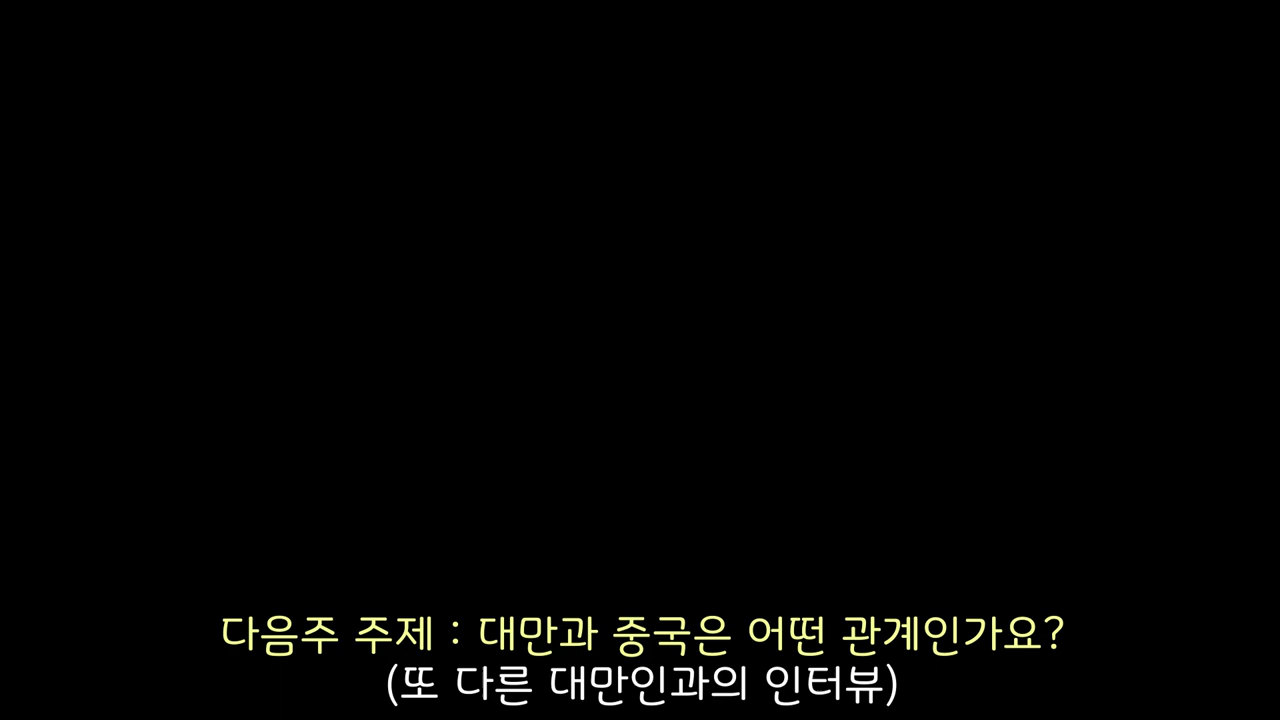 다음주 주제 : 대만과 중국은 어떤 관계인가요?
(또 다른 대만인과의 인터뷰)